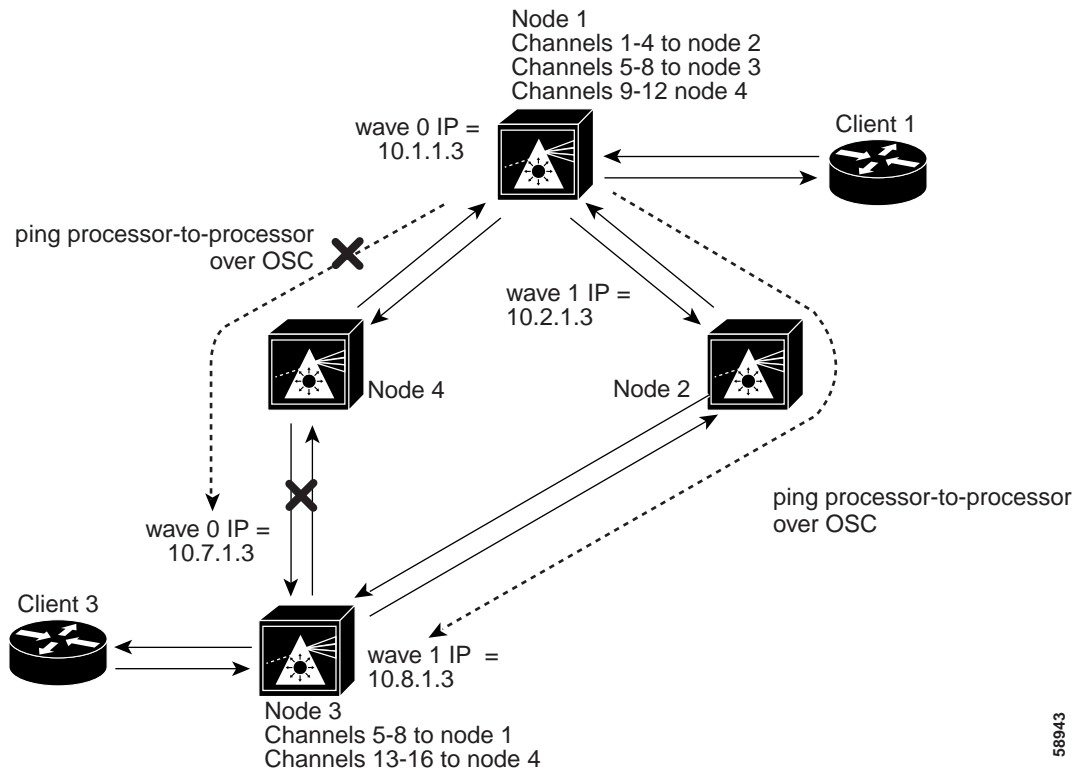 Node 1
Channels 1-4 to node 2
Channels 5-8 to node 3
Channels 9-12 node 4
wave 0 IP =
10.1.1.3
Client 1
ping processor-to-processor
over OSC
wave 1 IP =
10.2.1.3
Node 4
Node 2
ping processor-to-processor
over OSC
wave 0 IP =
10.7.1.3
Client 3
wave 1 IP =
10.8.1.3
Node 3
Channels 5-8 to node 1
Channels 13-16 to node 4
58943